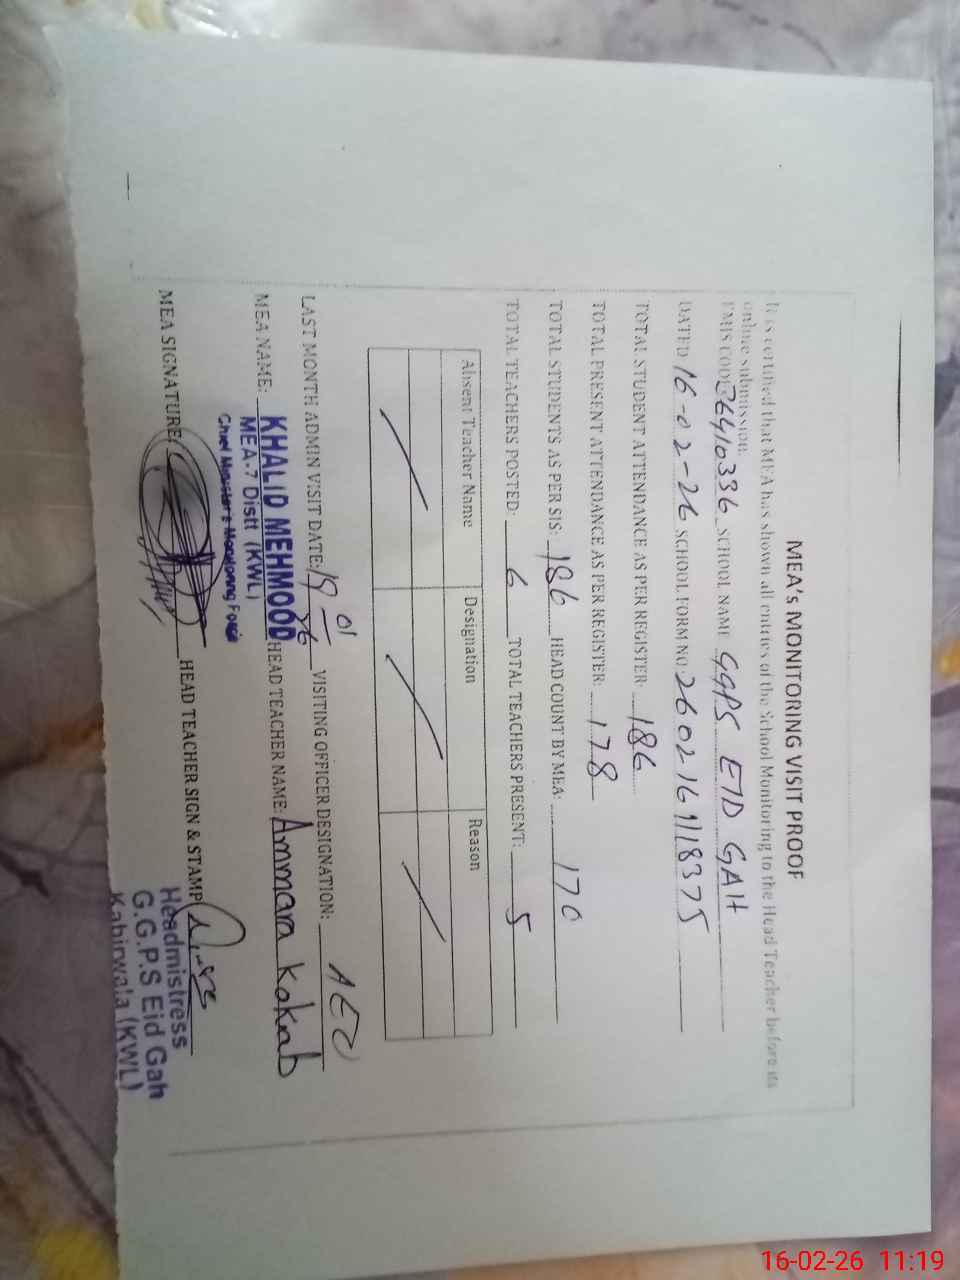 MEA's MONITORING VISIT PROOF
It is certified that MEA has shown all entries of the School Monitoring to the Head Teacher before its
online submission.
EMIS CODE 36410336 SCHOOL NAME GGPS EID GAH
DATED 16-02-26 SCHOOL FORM NO 260216118375
TOTAL STUDENT ATTENDANCE AS PER REGISTER: 186
TOTAL PRESENT ATTENDANCE AS PER REGISTER: 178
TOTAL STUDENTS AS PER SIS: 186 HEAD COUNT BY MEA: 170
TOTAL TEACHERS POSTED: 6 TOTAL TEACHERS PRESENT: 5
Absent Teacher Name Designation Reason
LAST MONTH ADMIN VISIT DATE: 19 01 26 VISITING OFFICER DESIGNATION: AEO
MEA NAME: KHALID MEHMOOD HEAD TEACHER NAME: Ammara kokab
MEA-7 Distt (KWL)
Chief Minister's Monitoring Force
MEA SIGNATURE: HEAD TEACHER SIGN & STAMP
Headmistress
G.G.P.S Eid Gah
Kabirwala (KWL)
16-02-26 11:19